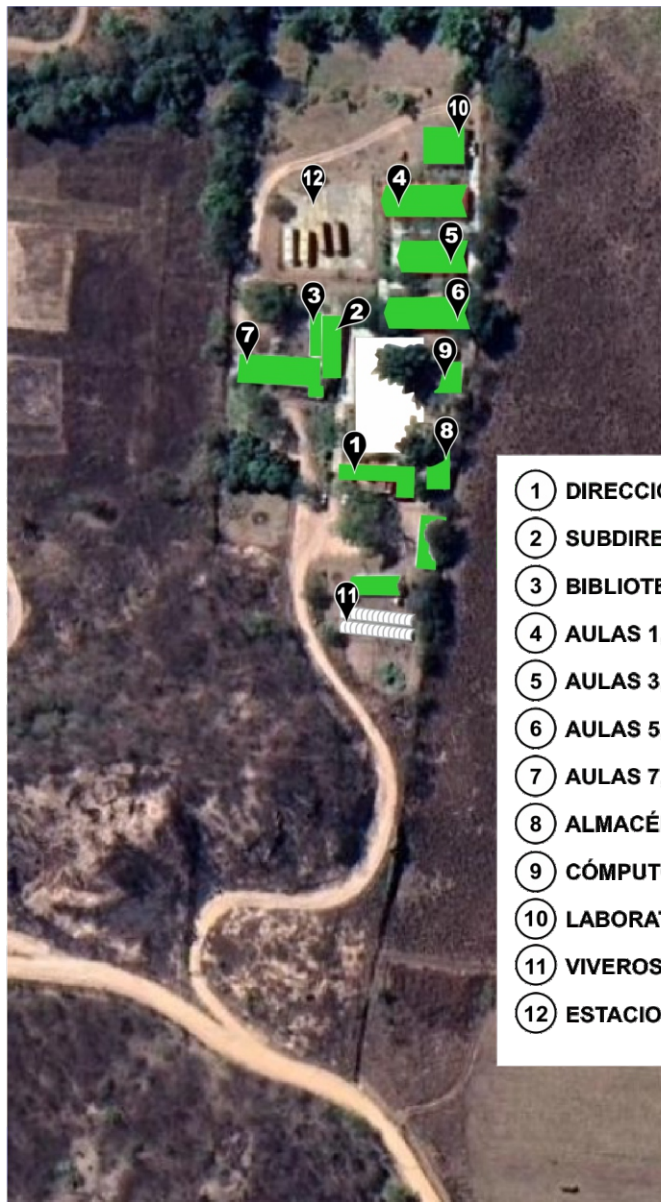 10
12
4
5
3
2
6
7
9
1
8
11
1 DIRECCIÓ
2 SUBDIRE
3 BIBLIOTE
4 AULAS 1
5 AULAS 3
6 AULAS 5
7 AULAS 7
8 ALMACÉ
9 CÓMPUT
10 LABORA
11 VIVEROS
12 ESTACIO